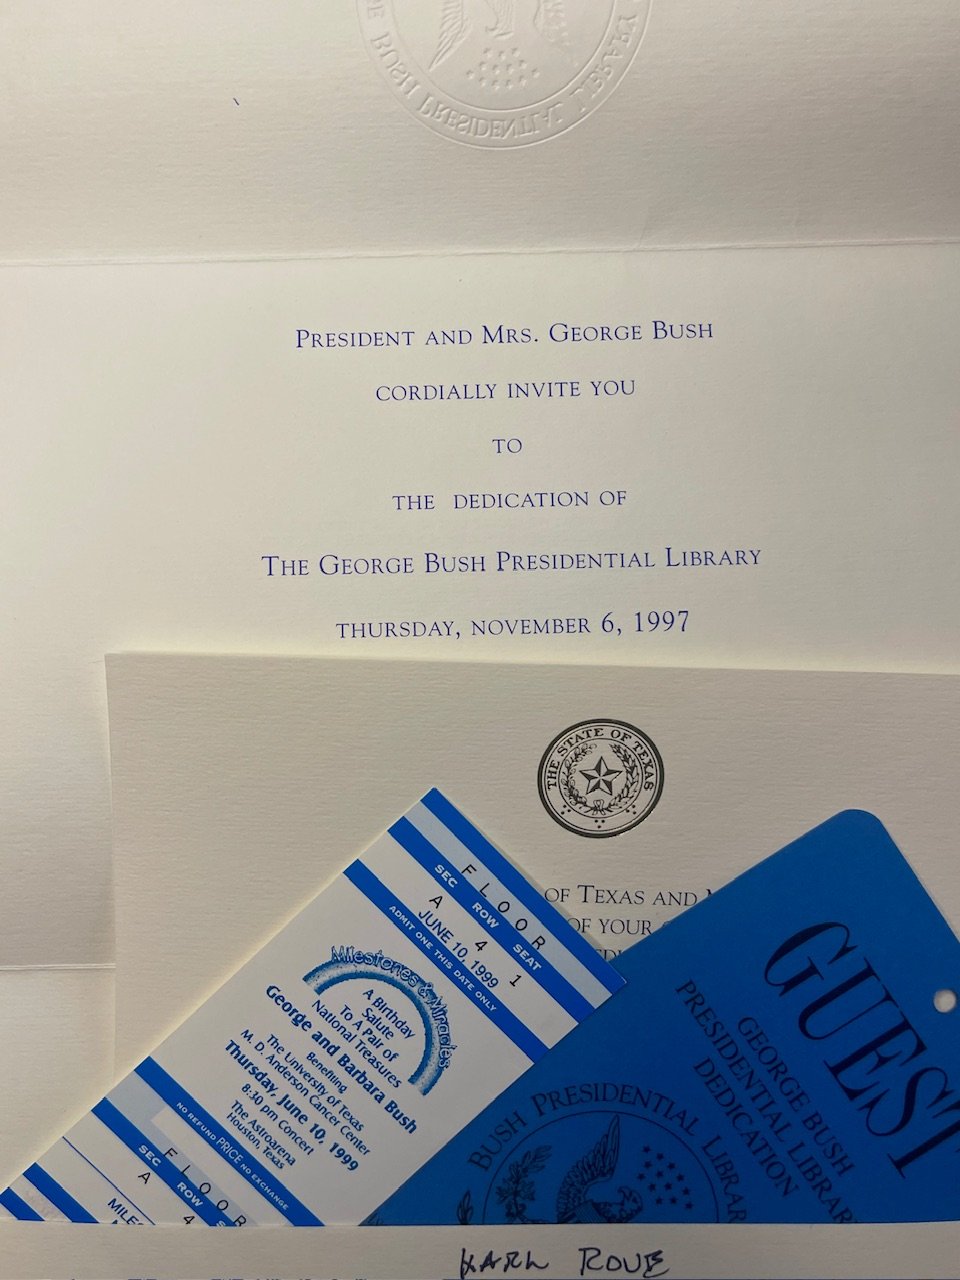 BUSH PRESIDENTIAL LIBRARY
PRESIDENT AND MRS. GEORGE BUSH
CORDIALLY INVITE YOU
TO
THE DEDICATION OF
THE GEORGE BUSH PRESIDENTIAL LIBRARY
THURSDAY, NOVEMBER 6, 1997
THE STATE OF TEXAS
OF TEXAS AND
OF YOUR
FLOOR
SEC ROW SEAT
A 4 1
JUNE 10, 1999
ADMIT ONE THIS DATE ONLY
Milestones & Miracles
A Birthday
Salute
To A Pair of
National Treasures
George and Barbara Bush
Benefiting
The University of Texas
M. D. Anderson Cancer Center
Thursday, June 10, 1999
8:30 pm Concert
The Astroarena
Houston, Texas
NO REFUND PRICE NO EXCHANGE
FLOOR
SEC ROW
A 4
GUEST
GEORGE BUSH
PRESIDENTIAL LIBRARY
DEDICATION
BUSH PRESIDENTIAL LIBRARY
KARL ROVE